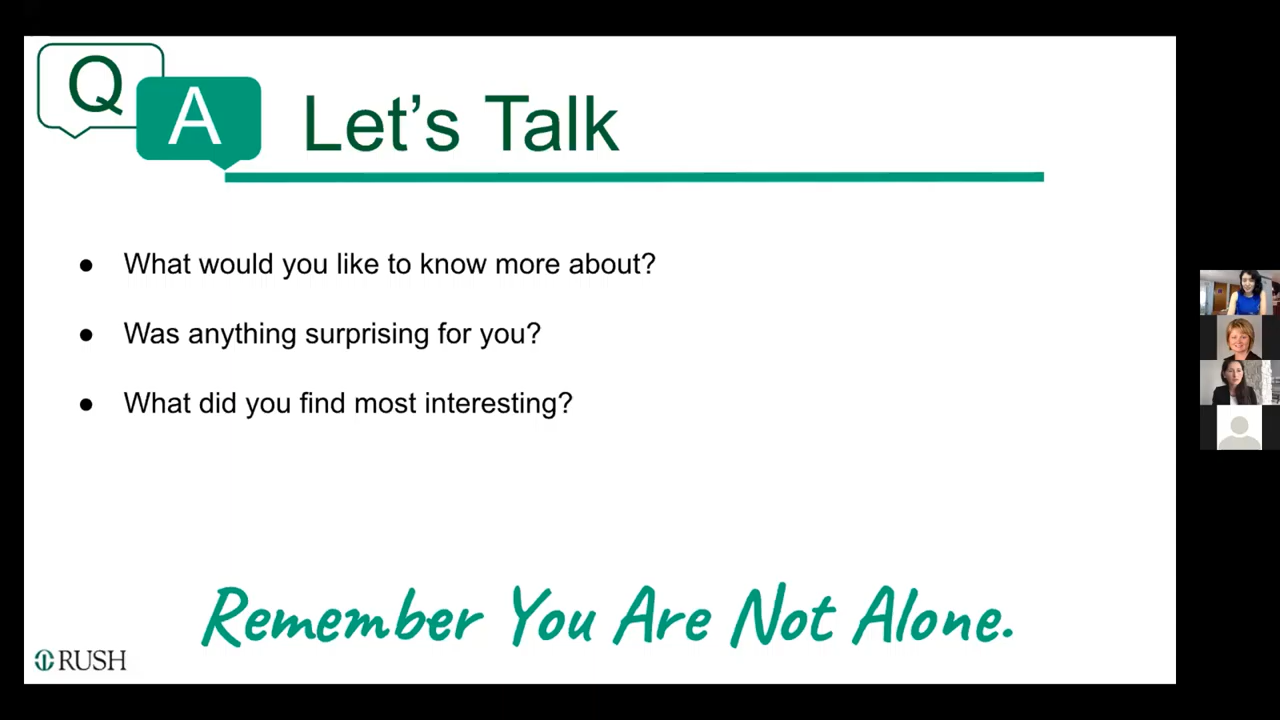 Q
A
Let's Talk
● What would you like to know more about?
● Was anything surprising for you?
● What did you find most interesting?
Remember You Are Not Alone.
RUSH